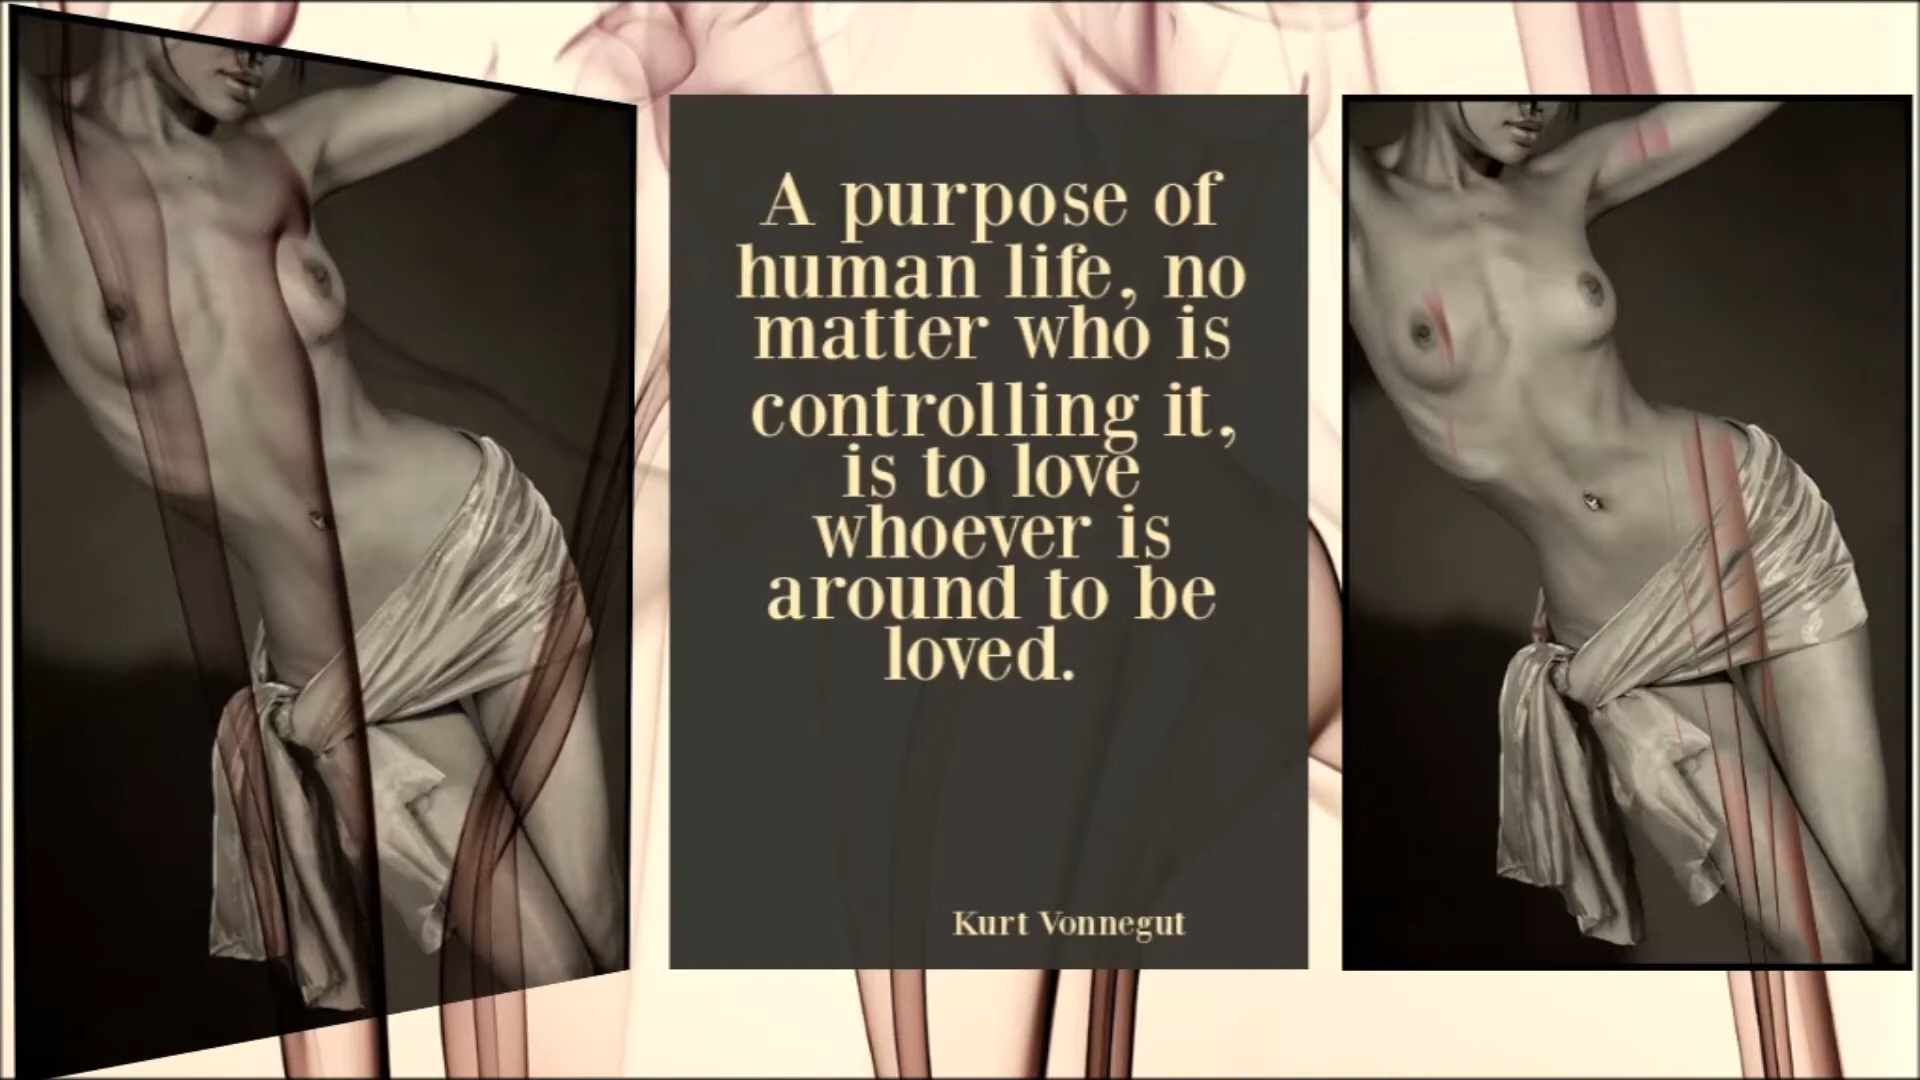 A purpose of
human life, no
matter who is
controlling it,
is to love
whoever is
around to be
loved.
Kurt Vonnegut